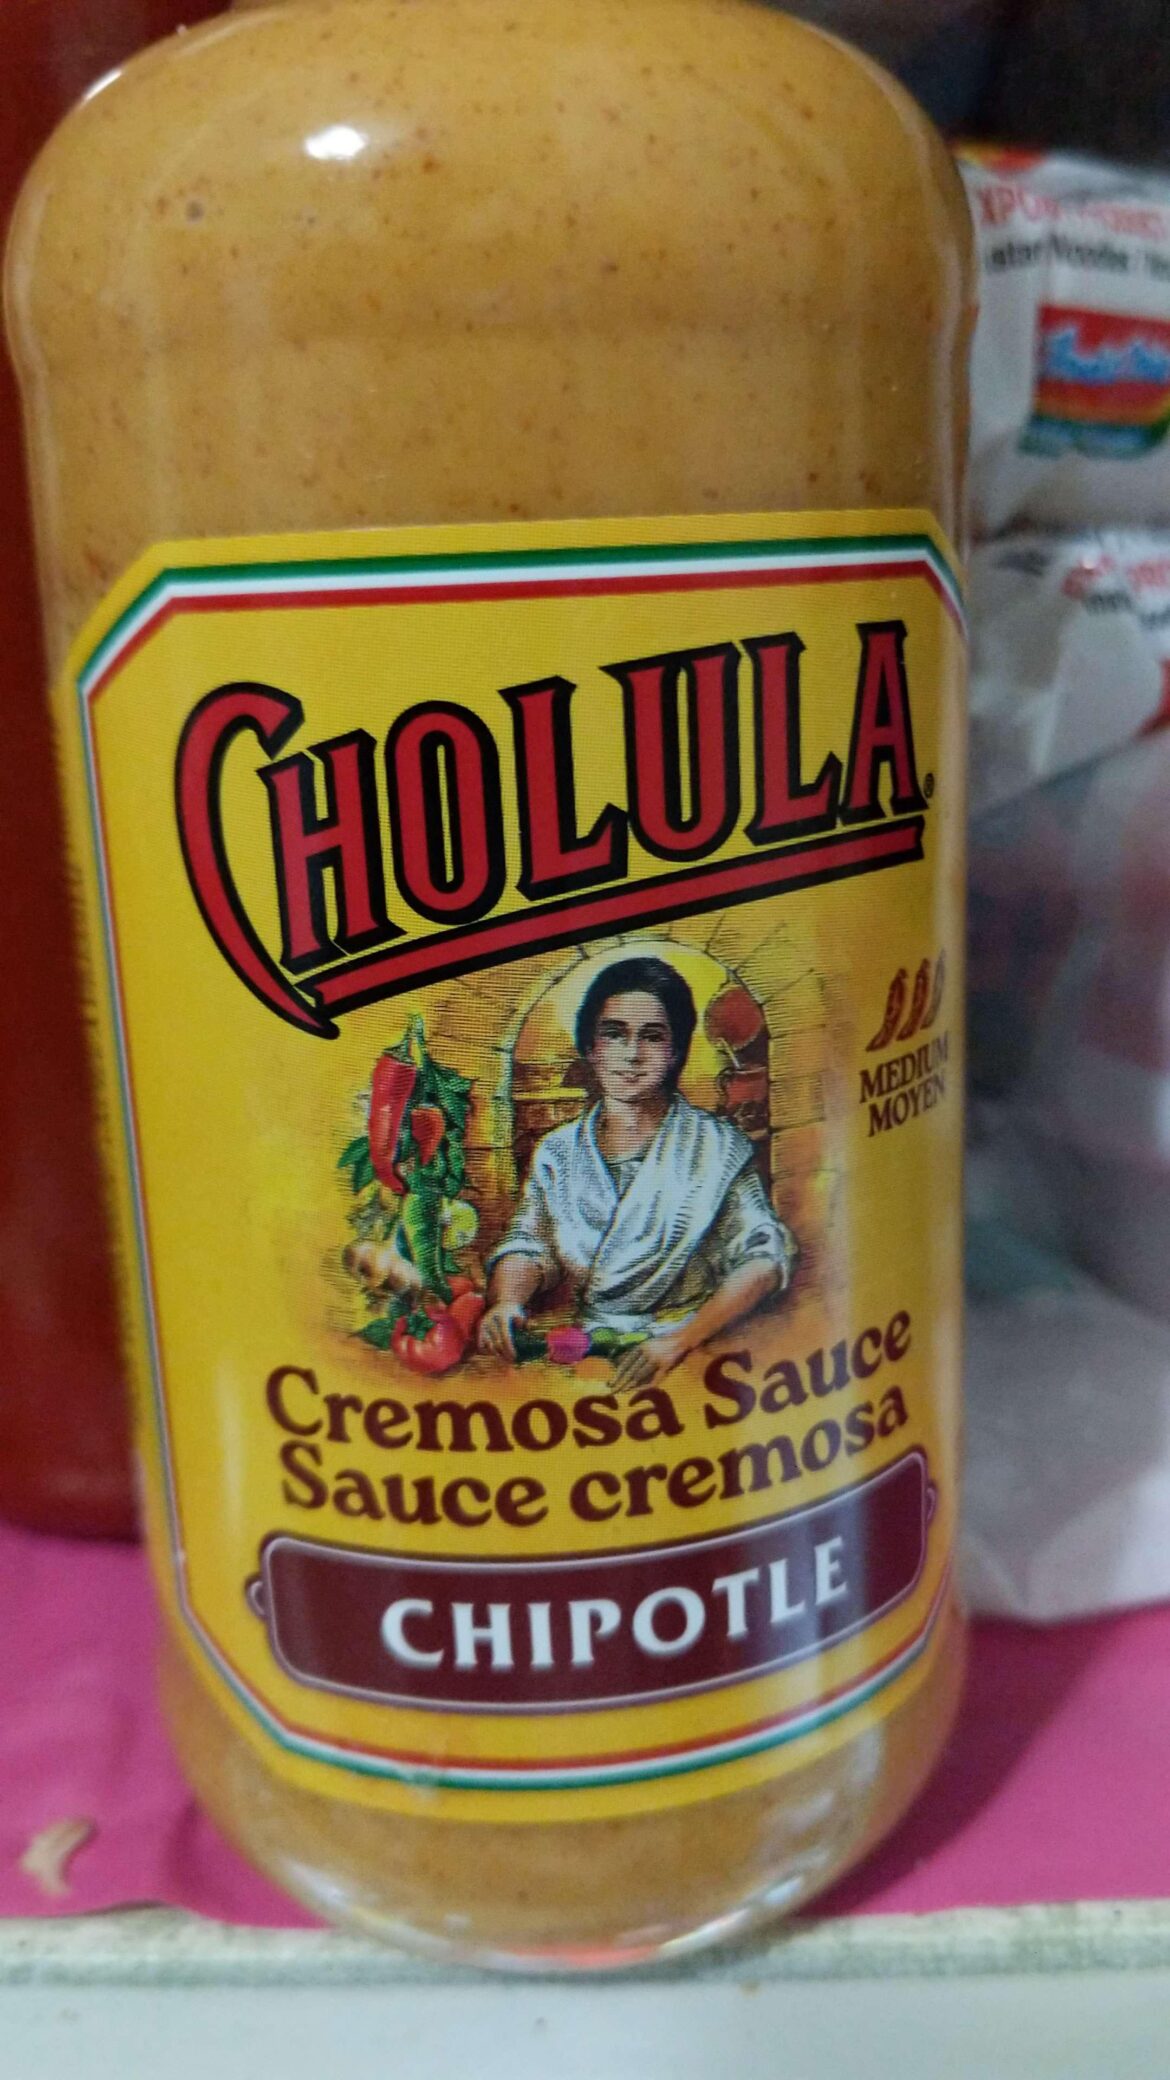 CHOLULA®
MEDIUM
MOYEN
Cremosa Sauce
Sauce cremosa
CHIPOTLE